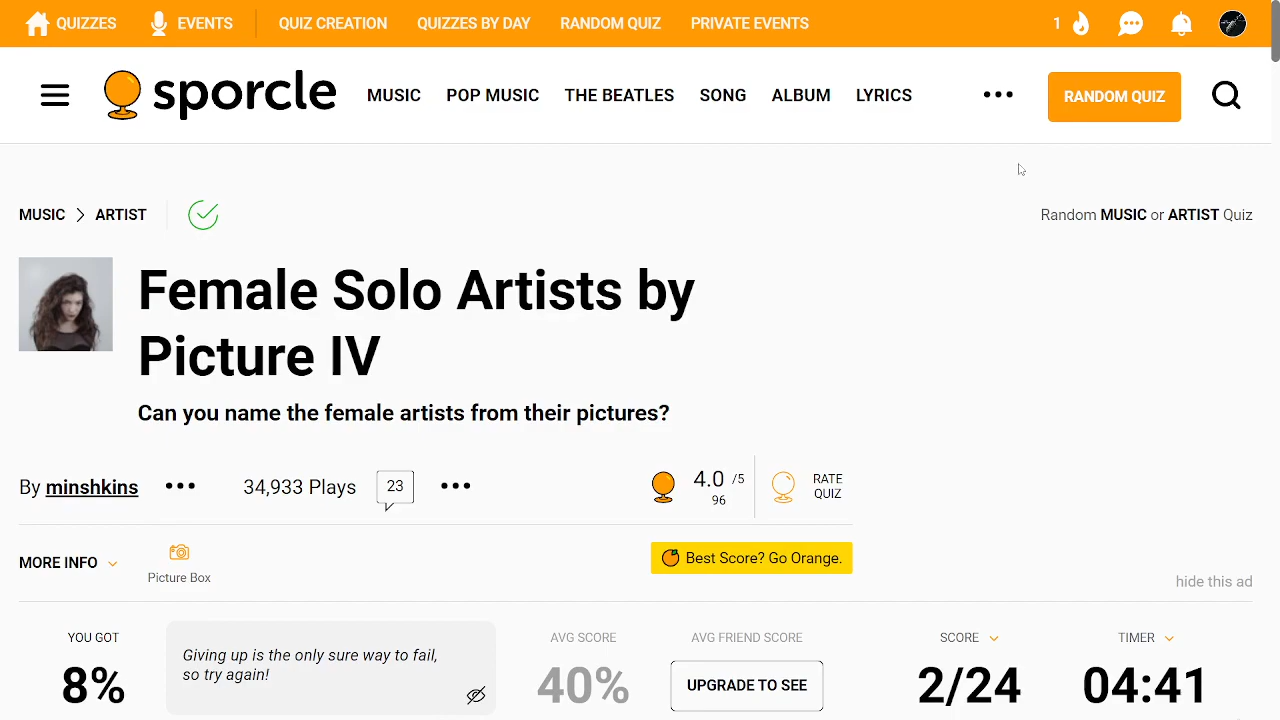 QUIZZES EVENTS QUIZ CREATION QUIZZES BY DAY RANDOM QUIZ PRIVATE EVENTS 1
sporcle MUSIC POP MUSIC THE BEATLES SONG ALBUM LYRICS RANDOM QUIZ
MUSIC ARTIST Random MUSIC or ARTIST Quiz
Female Solo Artists by
Picture IV
Can you name the female artists from their pictures?
By minshkins 34,933 Plays 23 4.0 /5 96 RATE QUIZ
MORE INFO Picture Box Best Score? Go Orange.
hide this ad
YOU GOT AVG SCORE AVG FRIEND SCORE SCORE TIMER
Giving up is the only sure way to fail,
so try again!
8% 40% UPGRADE TO SEE 2/24 04:41